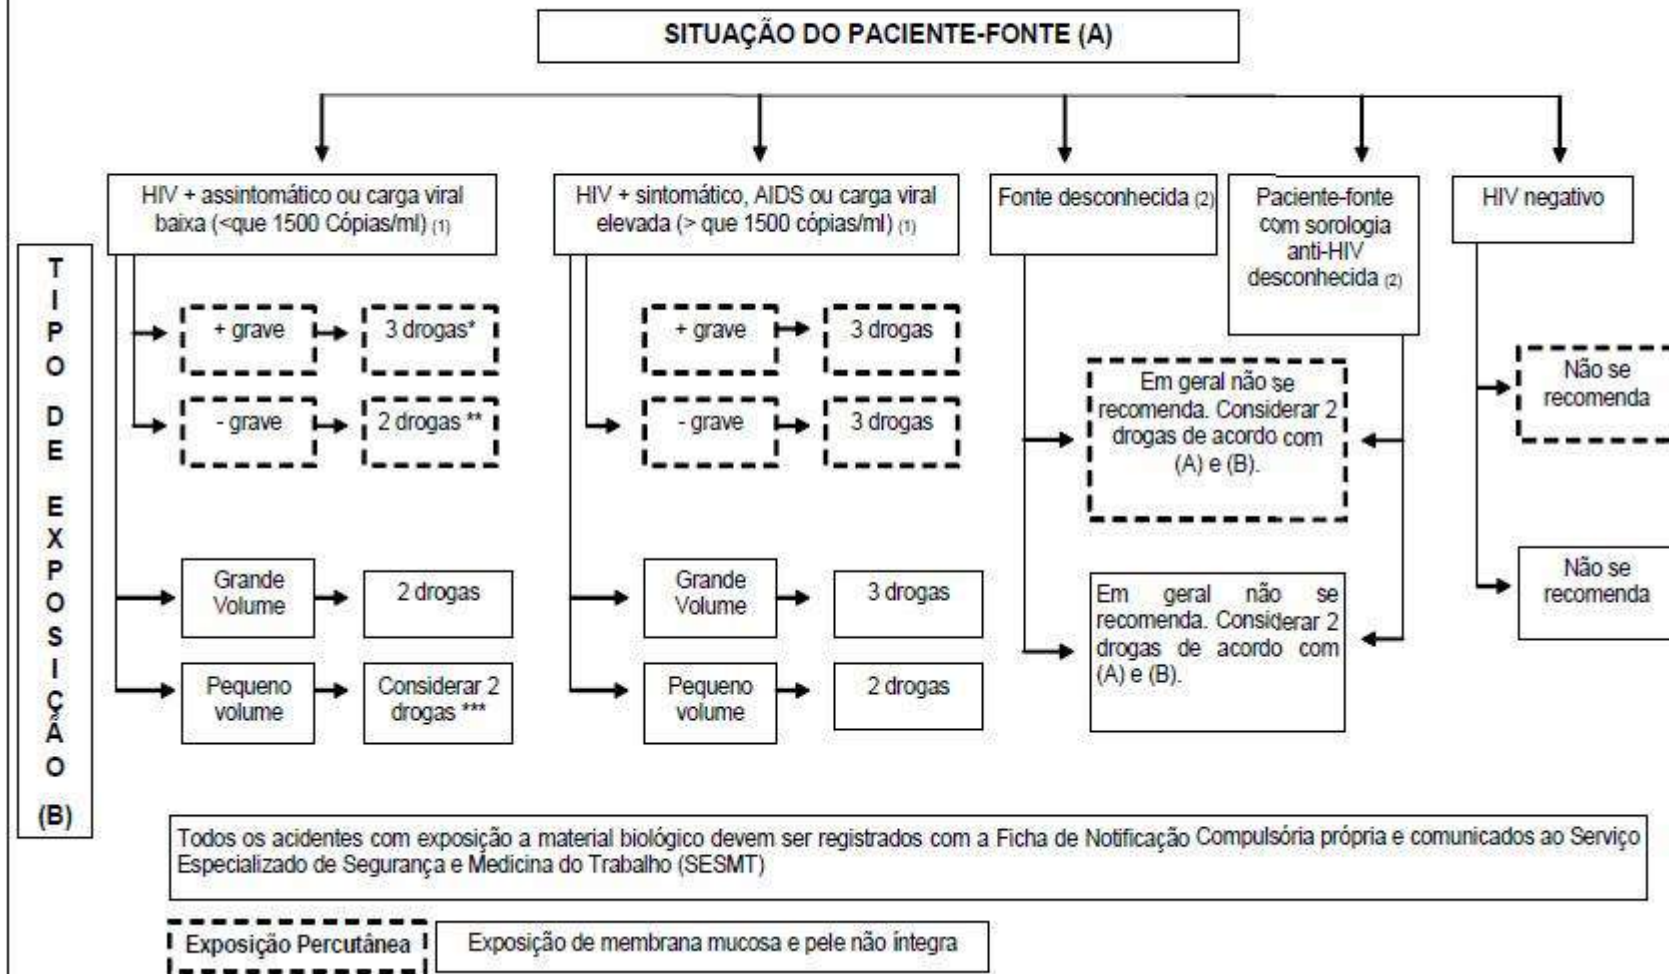 SITUAÇÃO DO PACIENTE-FONTE (A)
HIV + assintomático ou carga viral
baixa (<que 1500 Cópias/ml) (1)
HIV + sintomático, AIDS ou carga viral
elevada (> que 1500 cópias/ml) (1)
Fonte desconhecida (2)
Paciente-fonte
com sorologia
anti-HIV
desconhecida (2)
HIV negativo
TIPO DE EXPOSIÇÃO (B)
+ grave
3 drogas*
- grave
2 drogas **
Grande
Volume
2 drogas
Pequeno
volume
Considerar 2
drogas ***
+ grave
3 drogas
- grave
3 drogas
Grande
Volume
3 drogas
Pequeno
volume
2 drogas
Em geral não se
recomenda. Considerar 2
drogas de acordo com
(A) e (B).
Em geral não se
recomenda. Considerar 2
drogas de acordo com
(A) e (B).
Não se
recomenda
Não se
recomenda
Todos os acidentes com exposição a material biológico devem ser registrados com a Ficha de Notificação Compulsória própria e comunicados ao Serviço
Especializado de Segurança e Medicina do Trabalho (SESMT)
Exposição Percutânea
Exposição de membrana mucosa e pele não íntegra